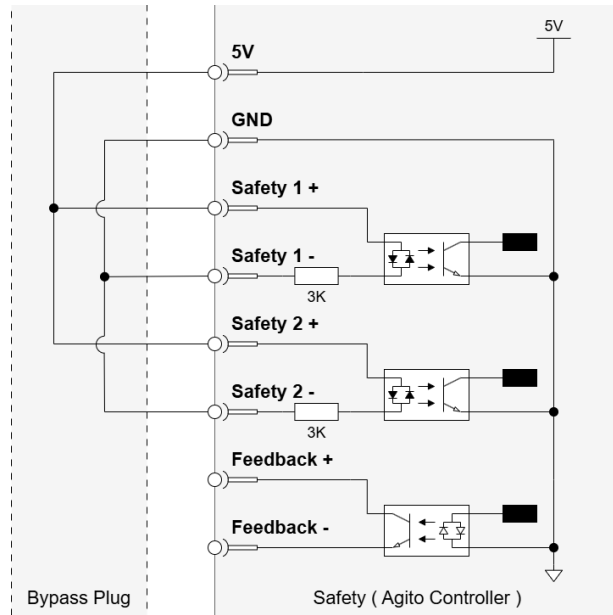 5V
5V
GND
Safety 1 +
Safety 1 -
3K
Safety 2 +
Safety 2 -
3K
Feedback +
Feedback -
Bypass Plug
Safety ( Agito Controller )